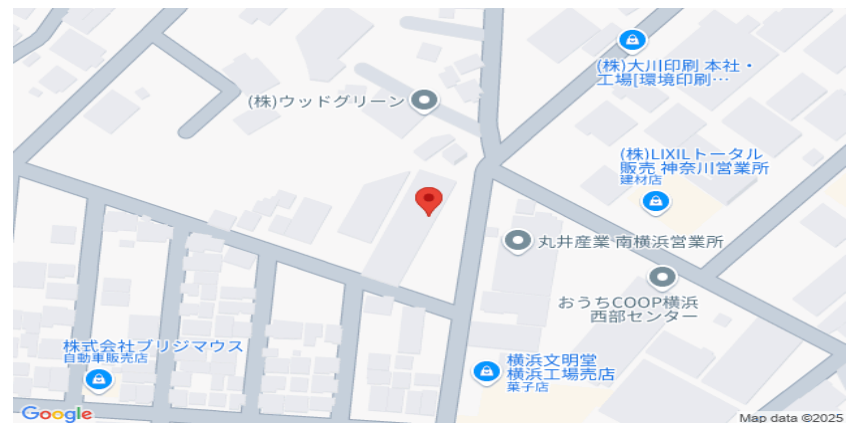 (株)大川印刷 本社・
工場[環境印刷…
(株)ウッドグリーン
(株)LIXILトータル
販売 神奈川営業所
建材店
丸井産業 南横浜営業所
おうちCOOP横浜
西部センター
株式会社ブリジマウス
自動車販売店
横浜文明堂
横浜工場売店
菓子店
Google
Map data ©2025